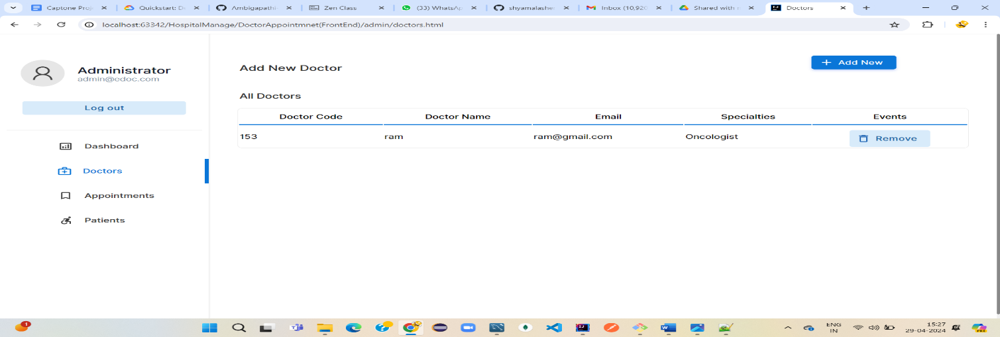 Captone Proj
Quickstart: D
Ambigapathi
Zen Class
(33) WhatsAp
shyamalashe
Inbox (10,920
Shared with
Doctors
localhost:63342/HospitalManage/DoctorAppointmnet(FrontEnd)/admin/doctors.html
Administrator
admin@edoc.com
Log out
Dashboard
Doctors
Appointments
Patients
Add New Doctor
Add New
All Doctors
Doctor Code Doctor Name Email Specialties Events
153 ram ram@gmail.com Oncologist Remove
1
ENG
IN
15:27
29-04-2024